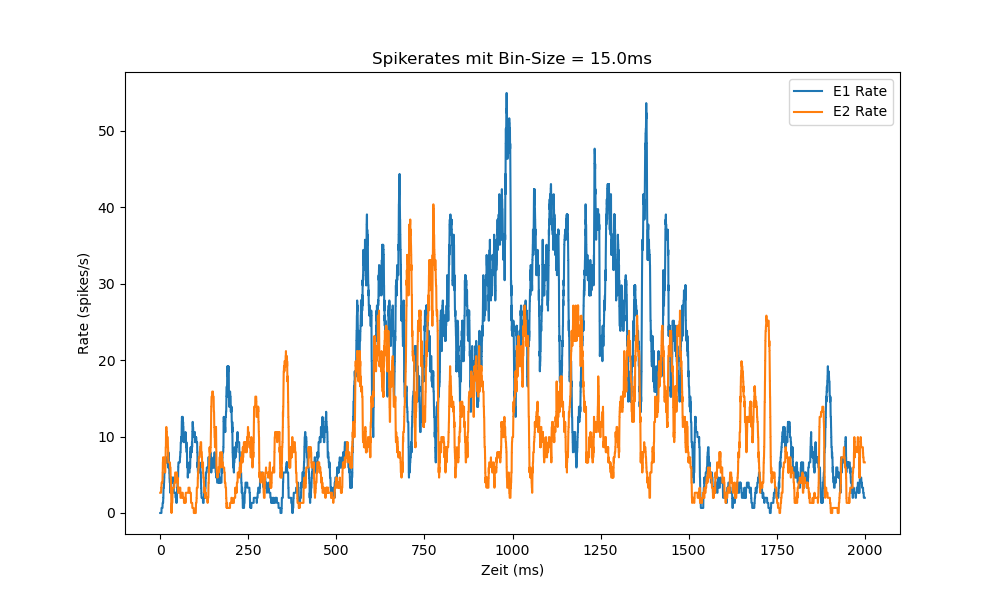 Spikerates mit Bin-Size = 15.0ms
E1 Rate
E2 Rate
Rate (spikes/s)
50
40
30
20
10
0
0 250 500 750 1000 1250 1500 1750 2000
Zeit (ms)